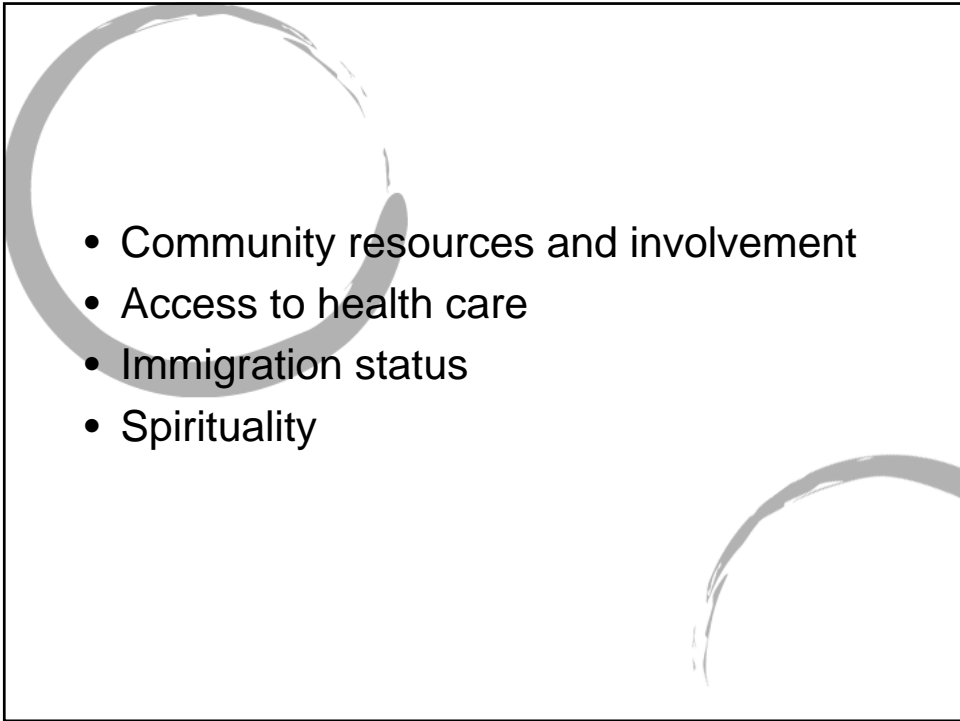 • Community resources and involvement
• Access to health care
• Immigration status
• Spirituality